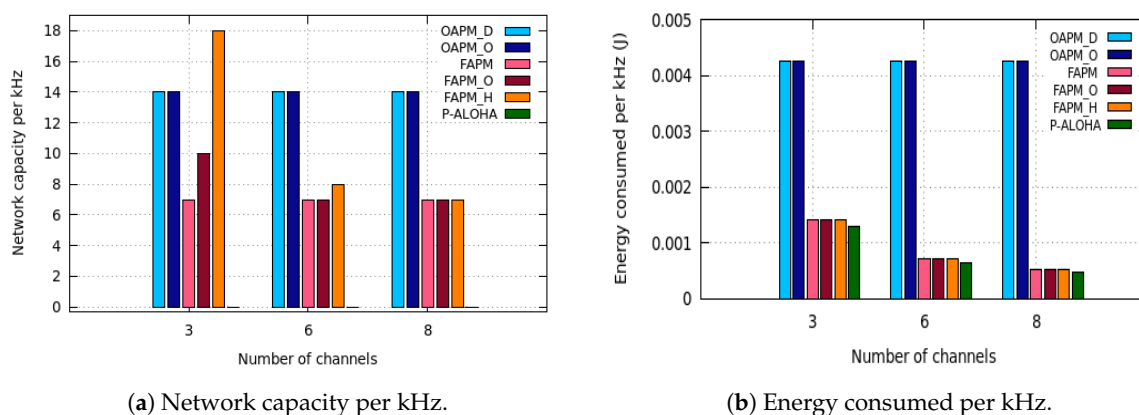 Network capacity per kHz
18
16
14
12
10
8
6
4
2
0
OAPM_D
OAPM_O
FAPM
FAPM_O
FAPM_H
P-ALOHA
3 6 8
Number of channels
(a) Network capacity per kHz.
Energy consumed per kHz (J)
0.005
0.004
0.003
0.002
0.001
0
OAPM_D
OAPM_O
FAPM
FAPM_O
FAPM_H
P-ALOHA
3 6 8
Number of channels
(b) Energy consumed per kHz.